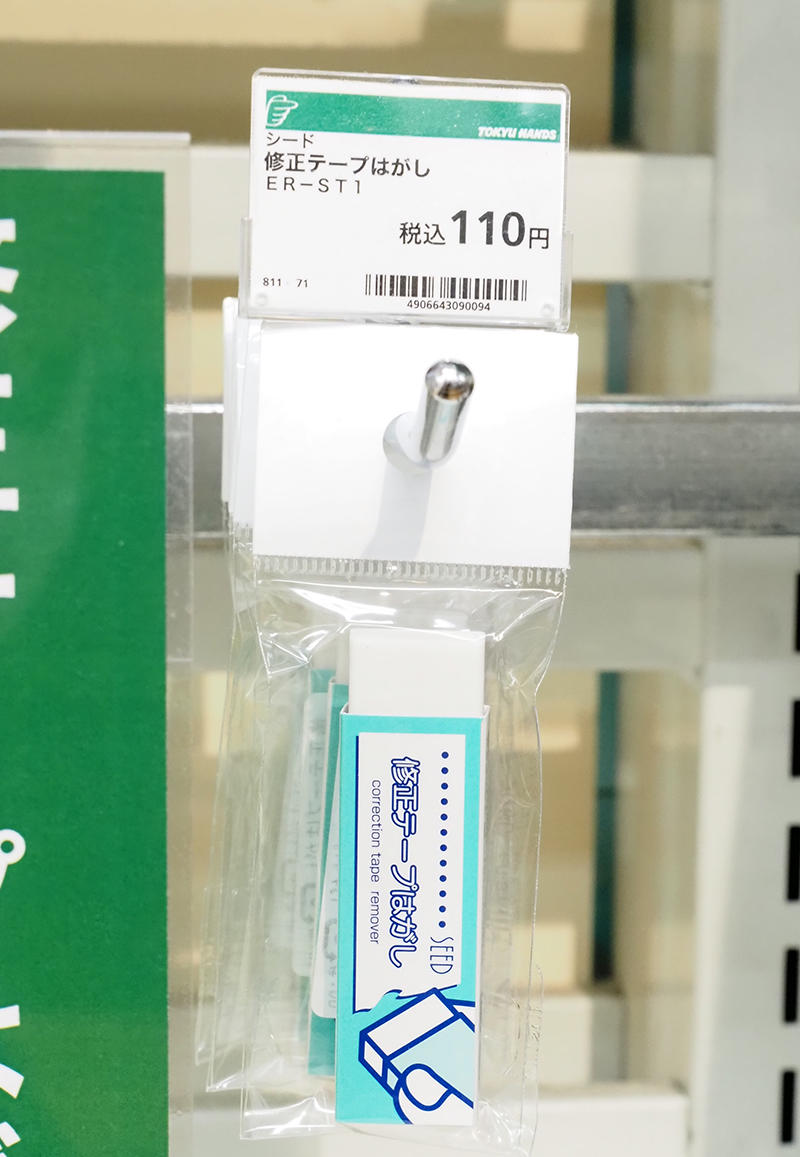 TOKYU HANDS
シード
修正テープはがし
ER-ST1
税込110円
811 71
4906643090094
SEED
修正テープはがし
correction tape remover